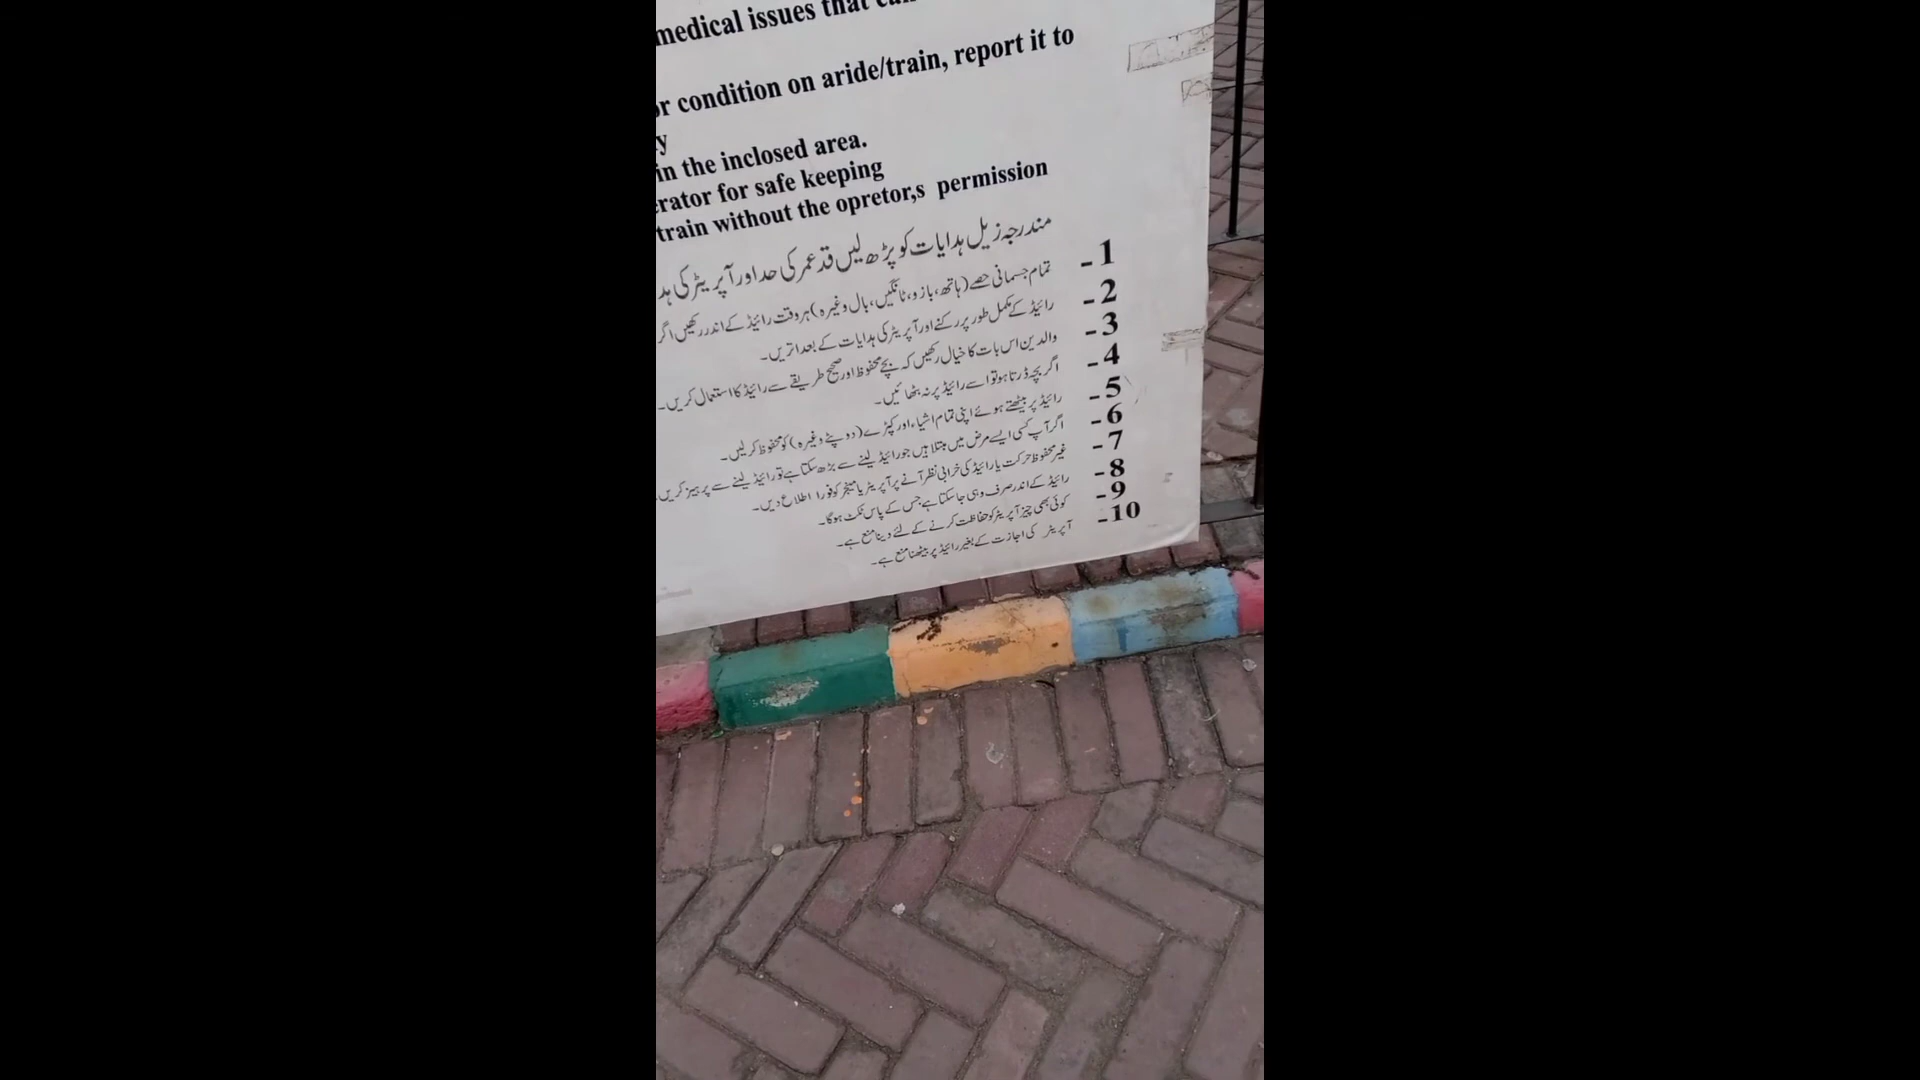 medical issues that can
or condition on aride/train, report it to
y
in the inclosed area.
erator for safe keeping
train without the opretor,s permission
مندرجہ زیل ہدایات کو پڑھ لیں قد عمر کی حد اور آپریٹر کی ہد
1- تمام جسمانی حصے (ہاتھ، بازو، ٹانگیں، بال وغیرہ) ہر وقت رائیڈ کے اندر رکھیں اگر
2- رائیڈ کے مکمل طور پر رکنے اور آپریٹر کی ہدایات کے بعد اتریں۔
3- والدین اس بات کا خیال رکھیں کہ بچے محفوظ اور صحیح طریقے سے رائیڈ کا استعمال کریں۔
4- اگر بچہ ڈرتا ہو تو اسے رائیڈ پر نہ بٹھائیں۔
5- رائیڈ پر بیٹھتے ہوئے اپنی تمام اشیاء اور کپڑے (دوپٹے وغیرہ) کو محفوظ کر لیں۔
6- اگر آپ کسی ایسے مرض میں مبتلا ہیں جو رائیڈ لینے سے بڑھ سکتا ہے تو رائیڈ لینے سے پرہیز کریں
7- غیر محفوظ حرکت یا رائیڈ کی خرابی نظر آنے پر آپریٹر یا منیجر کو فورا اطلاع دیں۔
8- رائیڈ کے اندر صرف وہی جا سکتا ہے جس کے پاس ٹکٹ ہوگا۔
9- کوئی بھی چیز آپریٹر کو حفاظت کرنے کے لئے دینا منع ہے۔
10- آپریٹر کی اجازت کے بغیر رائیڈ پر بیٹھنا منع ہے۔